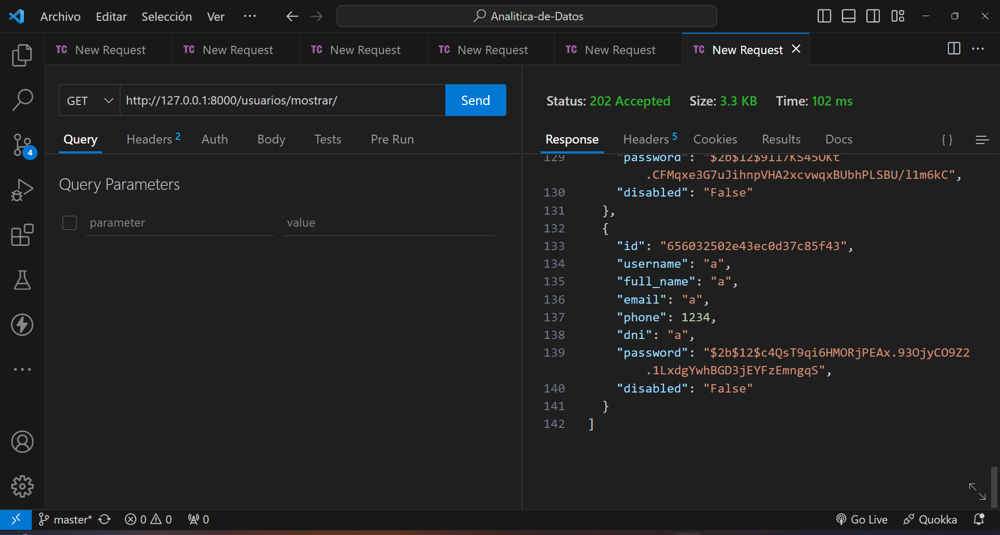 Archivo Editar Selección Ver ··· Analitica-de-Datos
TC New Request TC New Request TC New Request TC New Request TC New Request TC New Request
GET http://127.0.0.1:8000/usuarios/mostrar/ Send
Status: 202 Accepted Size: 3.3 KB Time: 102 ms
Query Headers 2 Auth Body Tests Pre Run
Response Headers 5 Cookies Results Docs {}
Query Parameters
parameter value
129 "password":
.CFMqxe3G7uJihnpVHA2xcvwqxBUbhPLSBU/l1m6kC",
130 "disabled": "False"
131 },
132 {
133 "id": "656032502e43ec0d37c85f43",
134 "username": "a",
135 "full_name": "a",
136 "email": "a",
137 "phone": 1234,
138 "dni": "a",
139 "password": "$2b$12$c4QsT9qi6HMORjPEAx.93OjyCO9Z2
.1LxdgYwhBGD3jEYFzEmngqS",
140 "disabled": "False"
141 }
142 ]
4
master* 0 0 0 Go Live Quokka